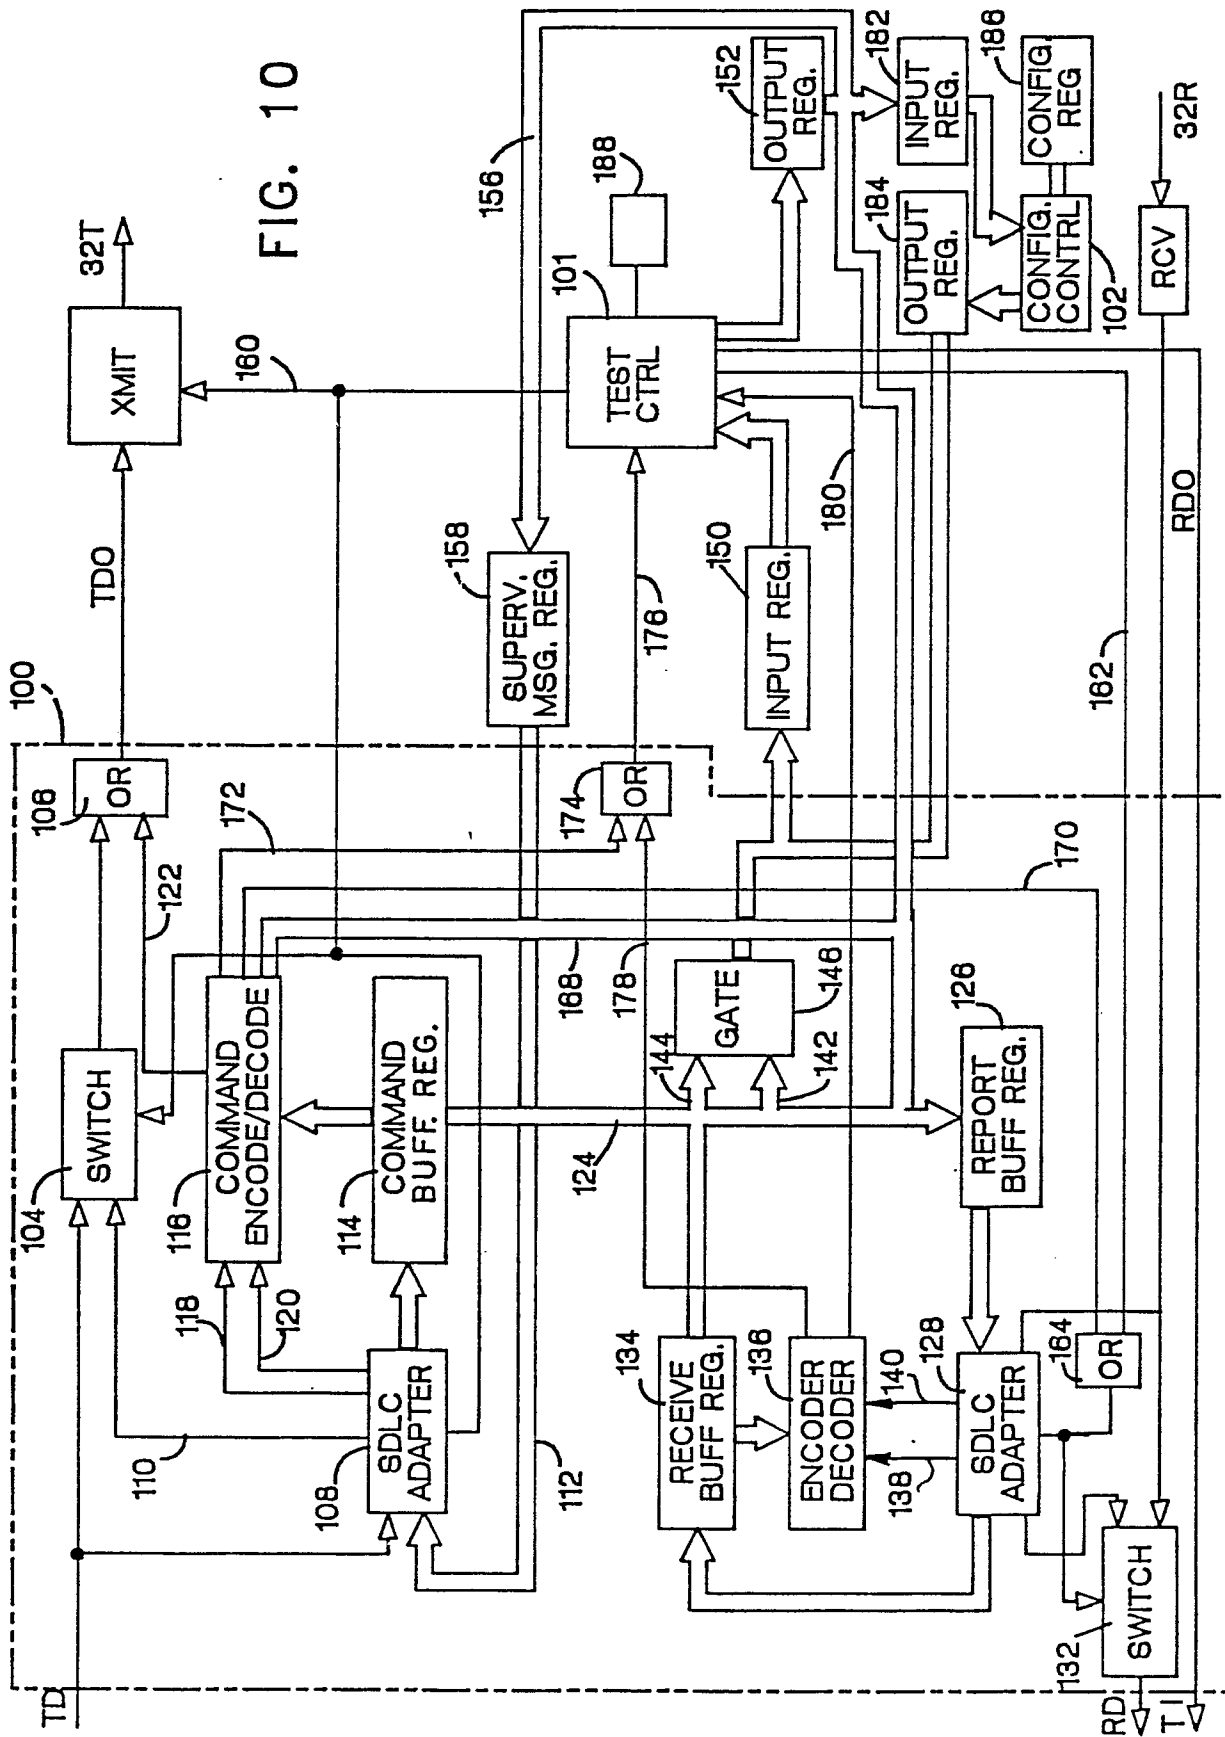 FIG. 10
32T
XMIT
160
TDO
100
OR
106
122
172
SWITCH
104
COMMAND
ENCODE/DECODE
116
118
120
COMMAND
BUFF. REG.
114
110
SDLC
ADAPTER
108
112
TD
156
188
101
TEST
CTRL
158
SUPERV.
MSG. REG.
176
174
OR
178
168
152
OUTPUT
REG.
182
INPUT
REG.
186
CONFIG.
REG
184
OUTPUT
REG.
CONFIG.
CONTRL
102
32R
RCV
RDO
180
150
INPUT REG.
162
170
GATE
146
144
142
124
126
REPORT
BUFF REG.
134
RECEIVE
BUFF REG.
136
ENCODER
DECODER
140
138
128
SDLC
ADAPTER
164
OR
132
SWITCH
RD
TI